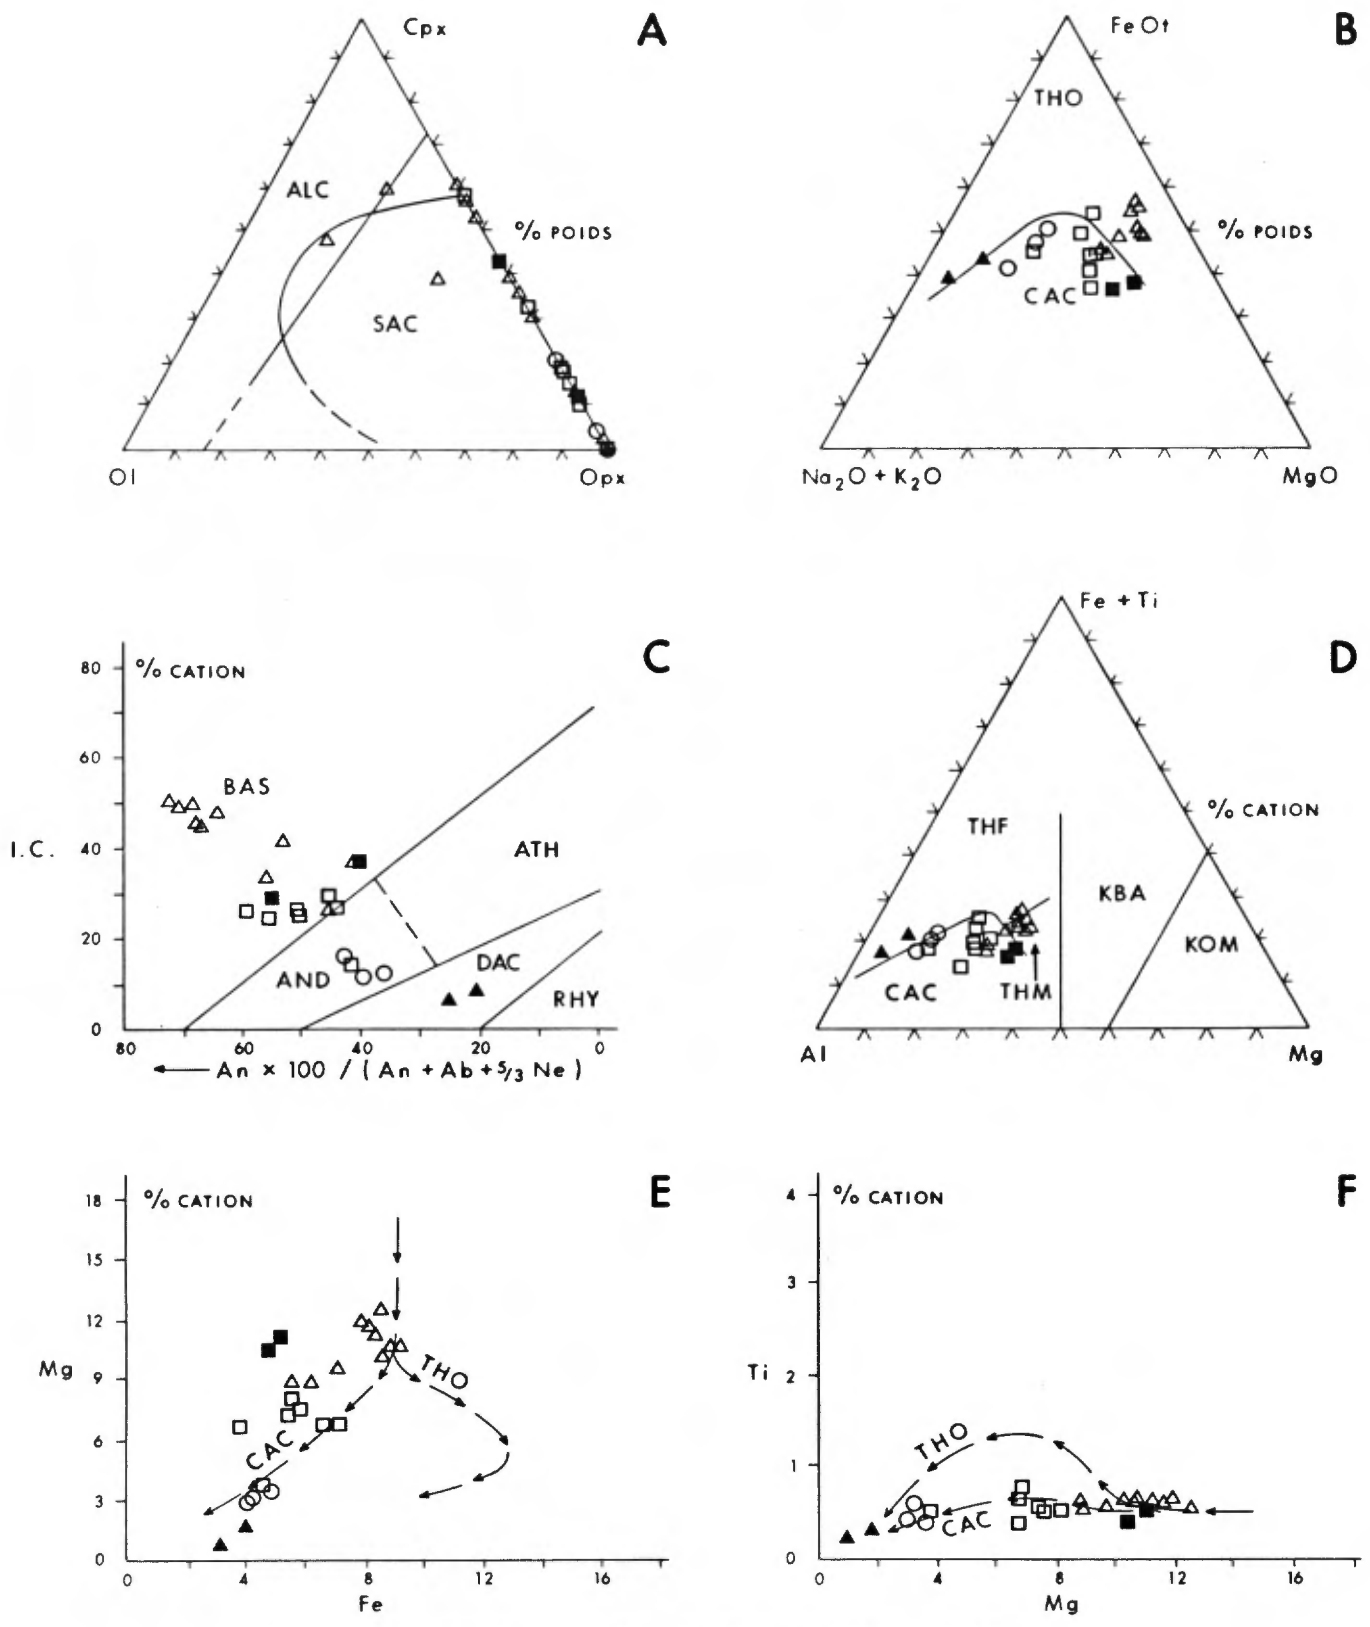 Cpx
A
ALC
% POIDS
SAC
Ol
Opx
FeOt
B
THO
% POIDS
CAC
Na2O + K2O
MgO
C
% CATION
80
60
40
20
0
I.C.
BAS
ATH
AND
DAC
RHY
80 60 40 20 0
← An × 100 / ( An + Ab + 5/3 Ne )
Fe + Ti
D
% CATION
THF
KBA
KOM
CAC
THM
Al
Mg
E
% CATION
18
15
12
9
6
3
0
Mg
THO
CAC
0 4 8 12 16
Fe
F
% CATION
4
3
2
1
0
Ti
THO
CAC
0 4 8 12 16
Mg